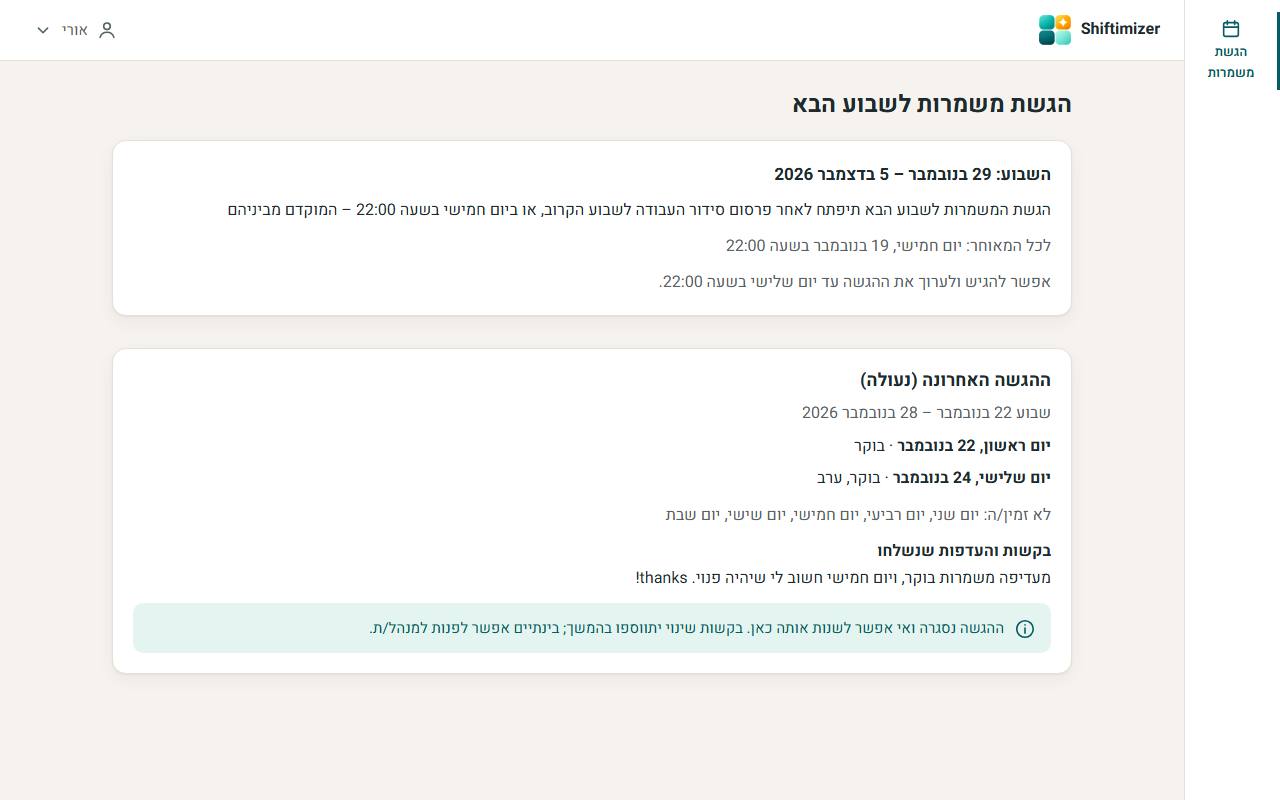 הגשת
משמרות
Shiftimizer
אורי
הגשת משמרות לשבוע הבא
השבוע: 29 בנובמבר – 5 בדצמבר 2026
הגשת המשמרות לשבוע הבא תיפתח לאחר פרסום סידור העבודה לשבוע הקרוב, או ביום חמישי בשעה 22:00 – המוקדם מביניהם
לכל המאוחר: יום חמישי, 19 בנובמבר בשעה 22:00
אפשר להגיש ולערוך את ההגשה עד יום שלישי בשעה 22:00.
ההגשה האחרונה (נעולה)
שבוע 22 בנובמבר – 28 בנובמבר 2026
יום ראשון, 22 בנובמבר · בוקר
יום שלישי, 24 בנובמבר · בוקר, ערב
לא זמין/ה: יום שני, יום רביעי, יום חמישי, יום שישי, יום שבת
בקשות והעדפות שנשלחו
מעדיפה משמרות בוקר, ויום חמישי חשוב לי שיהיה פנוי. thanks!
ההגשה נסגרה ואי אפשר לשנות אותה כאן. בקשות שינוי יתווספו בהמשך; בינתיים אפשר לפנות למנהל/ת.